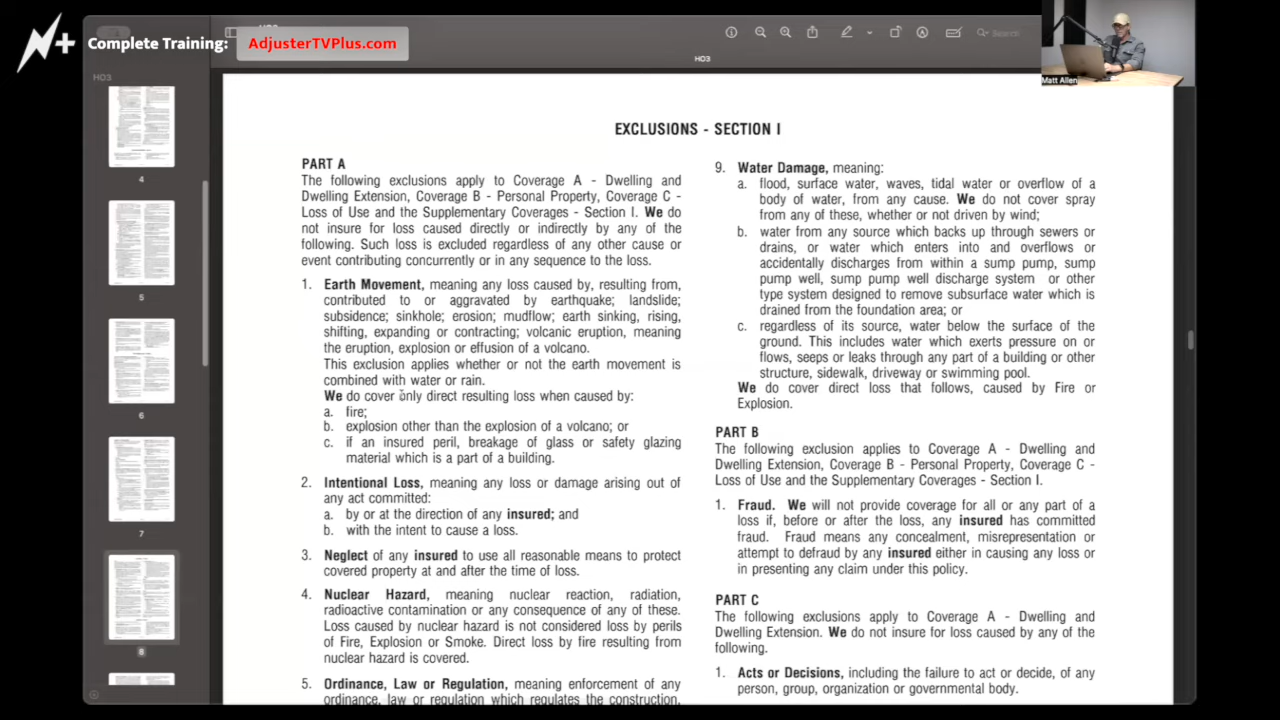 Complete Training:
AdjusterTVPlus.com
HO3
Search
HO3
Matt Allen
4
5
6
7
8
EXCLUSIONS - SECTION I
PART A
The following exclusions apply to Coverage A - Dwelling and
Dwelling Extension, Coverage B - Personal Property, Coverage C -
Loss of Use and the Supplementary Coverages - Section I. We do
not insure for loss caused directly or indirectly by any of the
following. Such loss is excluded regardless of any other cause or
event contributing concurrently or in any sequence to the loss.
1. Earth Movement, meaning any loss caused by, resulting from,
contributed to or aggravated by earthquake; landslide;
subsidence; sinkhole; erosion; mudflow; earth sinking, rising,
shifting, expanding or contracting; volcanic eruption, meaning
the eruption, explosion or effusion of a volcano.
This exclusion applies whether or not the earth movement is
combined with water or rain.
We do cover only direct resulting loss when caused by:
a. fire;
b. explosion other than the explosion of a volcano; or
c. if an insured peril, breakage of glass or safety glazing
material which is a part of a building.
2. Intentional Loss, meaning any loss or damage arising out of
any act committed:
a. by or at the direction of any insured; and
b. with the intent to cause a loss.
3. Neglect of any insured to use all reasonable means to protect
covered property at and after the time of loss.
4. Nuclear Hazard, meaning nuclear reaction, radiation,
radioactive contamination or any consequence of any of these.
Loss caused by nuclear hazard is not considered loss by perils
of Fire, Explosion or Smoke. Direct loss by fire resulting from
nuclear hazard is covered.
5. Ordinance, Law or Regulation, meaning enforcement of any
ordinance, law or regulation which regulates the construction,
9. Water Damage, meaning:
a. flood, surface water, waves, tidal water or overflow of a
body of water, from any cause. We do not cover spray
from any of these, whether or not driven by wind;
b. water from any source which backs up through sewers or
drains, or water which enters into and overflows or
accidentally discharges from within a sump pump, sump
pump well, sump pump well discharge system or other
type system designed to remove subsurface water which is
drained from the foundation area; or
c. regardless of its source, water below the surface of the
ground. This includes water which exerts pressure on or
flows, seeps or leaks through any part of a building or other
structure, sidewalk, driveway or swimming pool.
We do cover direct loss that follows, caused by Fire or
Explosion.
PART B
The following exclusion applies to Coverage A - Dwelling and
Dwelling Extension, Coverage B - Personal Property, Coverage C -
Loss of Use and the Supplementary Coverages - Section I.
1. Fraud. We will not provide coverage for all or any part of a
loss if, before or after the loss, any insured has committed
fraud. Fraud means any concealment, misrepresentation or
attempt to defraud by any insured either in causing any loss or
in presenting any claim under this policy.
PART C
The following exclusions apply to Coverage A - Dwelling and
Dwelling Extension. We do not insure for loss caused by any of the
following.
1. Acts or Decisions, including the failure to act or decide, of any
person, group, organization or governmental body.